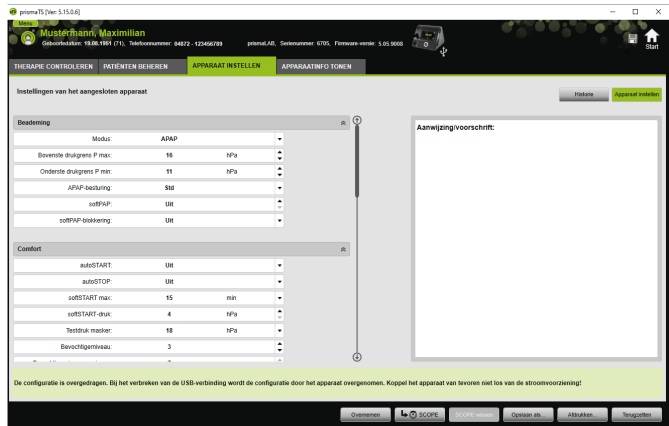 prismaTS [Ver: 5.15.0.6]
Menu
Mustermann, Maximilian
Geboortedatum: 19.08.1951 (71), Telefoonnummer: 04872 - 123456789 prismaLAB, Serienummer: 6705, Firmware-versie: 5.05.9008
Start
THERAPIE CONTROLEREN PATIËNTEN BEHEREN APPARAAT INSTELLEN APPARAATINFO TONEN
Instellingen van het aangesloten apparaat
Historie Apparaat instellen
Beademing
Modus: APAP
Bovenste drukgrens P max: 16 hPa
Onderste drukgrens P min: 11 hPa
APAP-besturing: Std
softPAP: Uit
softPAP-blokkering: Uit
Comfort
autoSTART: Uit
autoSTOP: Uit
softSTART max: 15 min
softSTART-druk: 4 hPa
Testdruk masker: 18 hPa
Bevochtigerniveau: 3
Aanwijzing/voorschrift:
De configuratie is overgedragen. Bij het verbreken van de USB-verbinding wordt de configuratie door het apparaat overgenomen. Koppel het apparaat van tevoren niet los van de stroomvoorziening!
Overnemen SCOPE SCOPE wissen Opslaan als... Afdrukken... Terugzetten